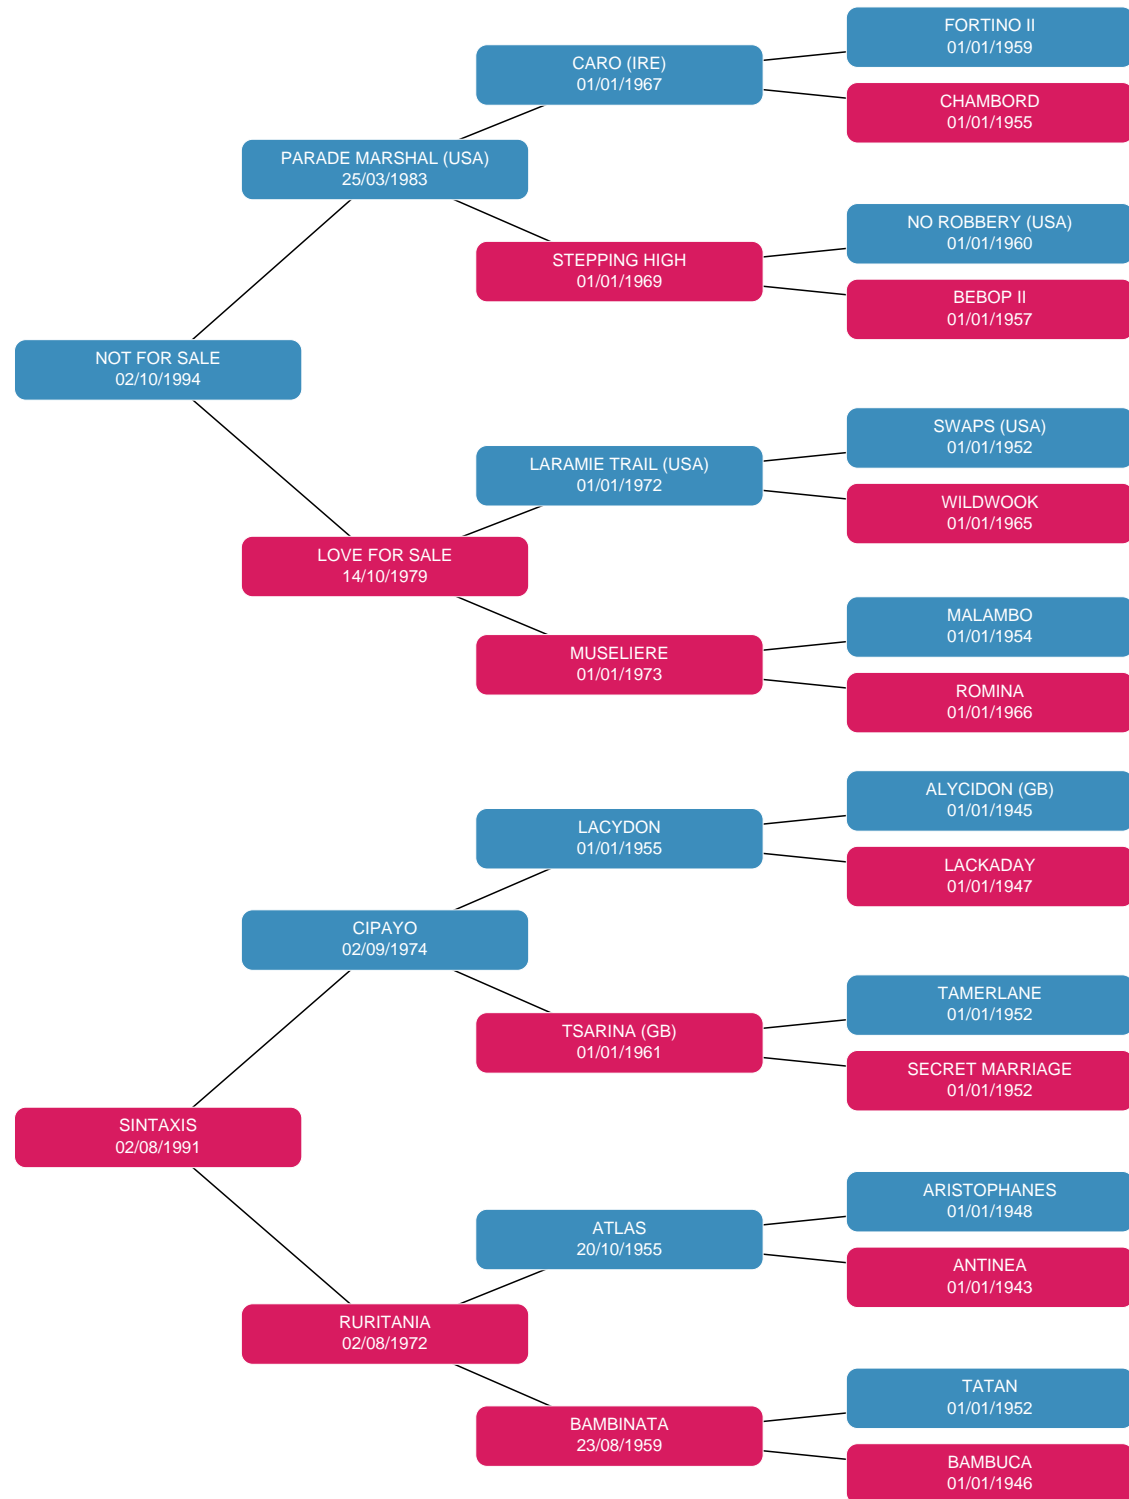 FORTINO II
01/01/1959
CARO (IRE)
01/01/1967
CHAMBORD
01/01/1955
PARADE MARSHAL (USA)
25/03/1983
NO ROBBERY (USA)
01/01/1960
STEPPING HIGH
01/01/1969
BEBOP II
01/01/1957
NOT FOR SALE
02/10/1994
SWAPS (USA)
01/01/1952
LARAMIE TRAIL (USA)
01/01/1972
WILDWOOK
01/01/1965
LOVE FOR SALE
14/10/1979
MALAMBO
01/01/1954
MUSELIERE
01/01/1973
ROMINA
01/01/1966
ALYCIDON (GB)
01/01/1945
LACYDON
01/01/1955
LACKADAY
01/01/1947
CIPAYO
02/09/1974
TAMERLANE
01/01/1952
TSARINA (GB)
01/01/1961
SECRET MARRIAGE
01/01/1952
SINTAXIS
02/08/1991
ARISTOPHANES
01/01/1948
ATLAS
20/10/1955
ANTINEA
01/01/1943
RURITANIA
02/08/1972
TATAN
01/01/1952
BAMBINATA
23/08/1959
BAMBUCA
01/01/1946